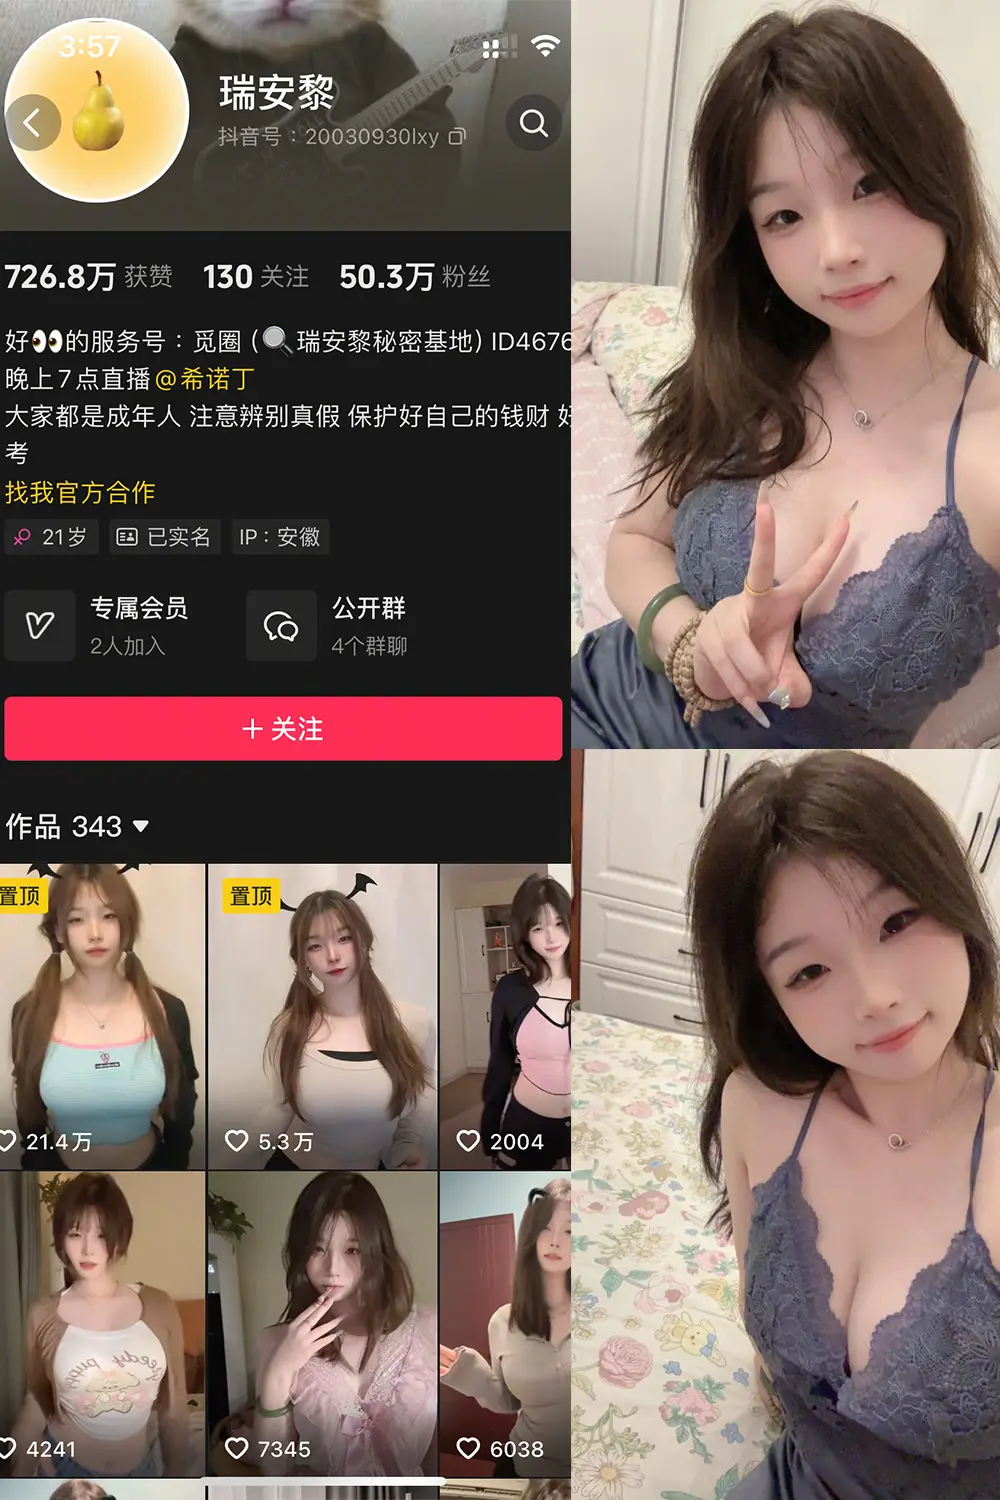 3:57
瑞安黎
抖音号：20030930lxy
726.8万 获赞 130 关注 50.3万 粉丝
好👀的服务号：觅圈（🔍瑞安黎秘密基地）ID4676
晚上7点直播@希诺丁
大家都是成年人 注意辨别真假 保护好自己的钱财 好
考
找我官方合作
21岁 已实名 IP：安徽
专属会员 公开群
2人加入 4个群聊
+ 关注
作品 343
置顶 置顶
21.4万 5.3万 2004
4241 7345 6038